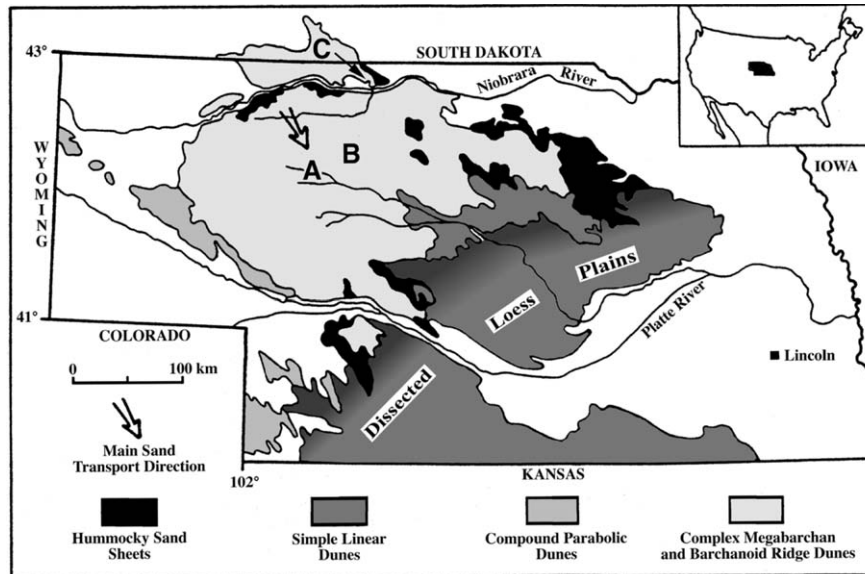 43°
C
SOUTH DAKOTA
Niobrara
River
WYOMING
A
B
IOWA
Plains
Loess
Platte River
41°
COLORADO
0 100 km
Lincoln
Dissected
Main Sand
Transport Direction
102°
KANSAS
Hummocky Sand
Sheets
Simple Linear
Dunes
Compound Parabolic
Dunes
Complex Megabarchan
and Barchanoid Ridge Dunes